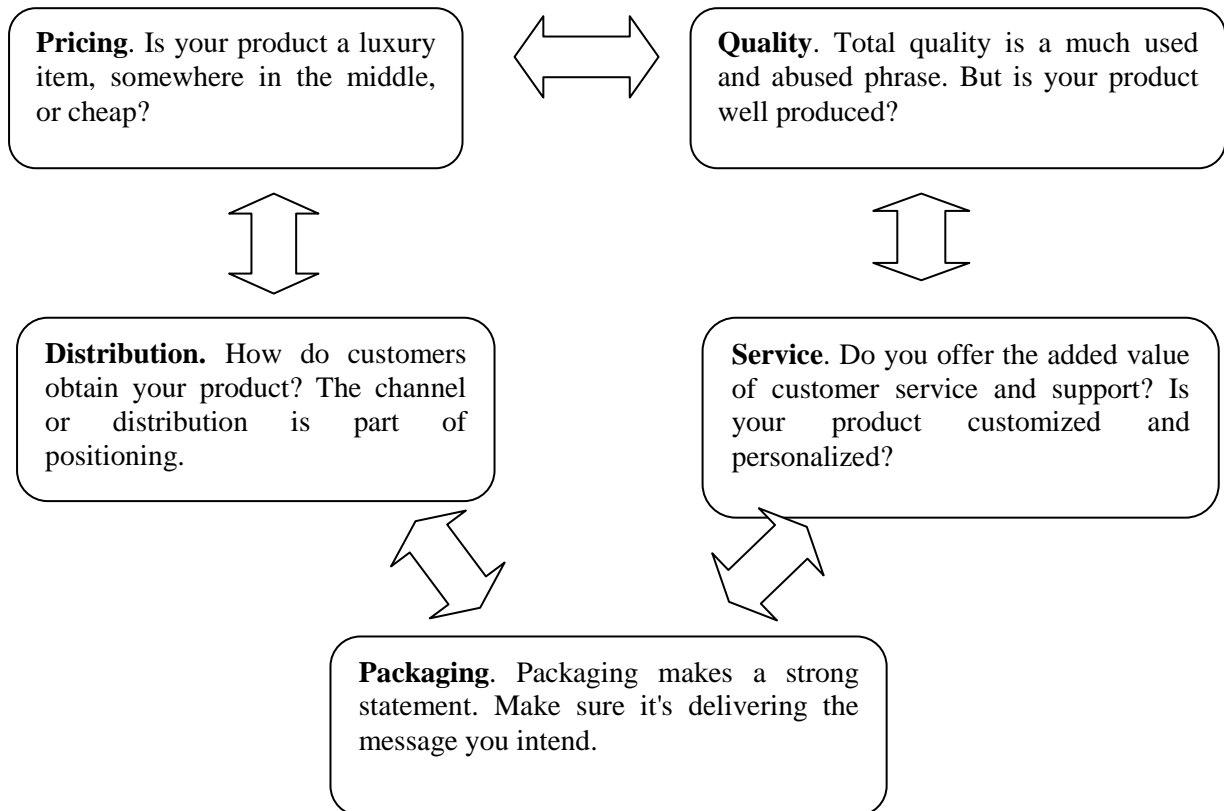 Pricing. Is your product a luxury
item, somewhere in the middle,
or cheap?
Quality. Total quality is a much used
and abused phrase. But is your product
well produced?
Distribution. How do customers
obtain your product? The channel
or distribution is part of
positioning.
Service. Do you offer the added value
of customer service and support? Is
your product customized and
personalized?
Packaging. Packaging makes a strong
statement. Make sure it's delivering the
message you intend.